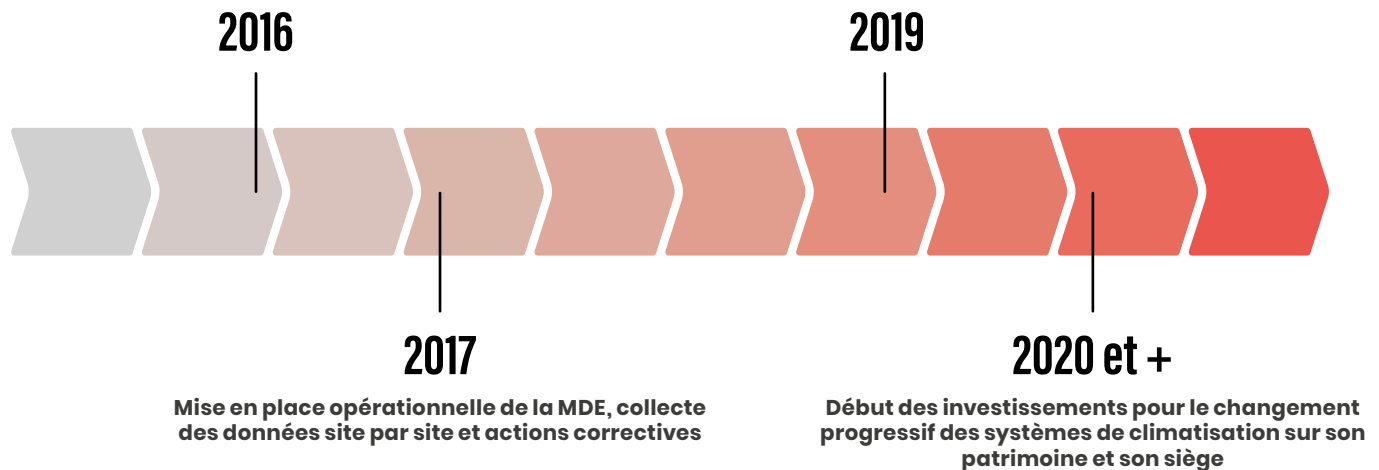 2016
2019
2017
Mise en place opérationnelle de la MDE, collecte
des données site par site et actions correctives
2020 et +
Début des investissements pour le changement
progressif des systèmes de climatisation sur son
patrimoine et son siège